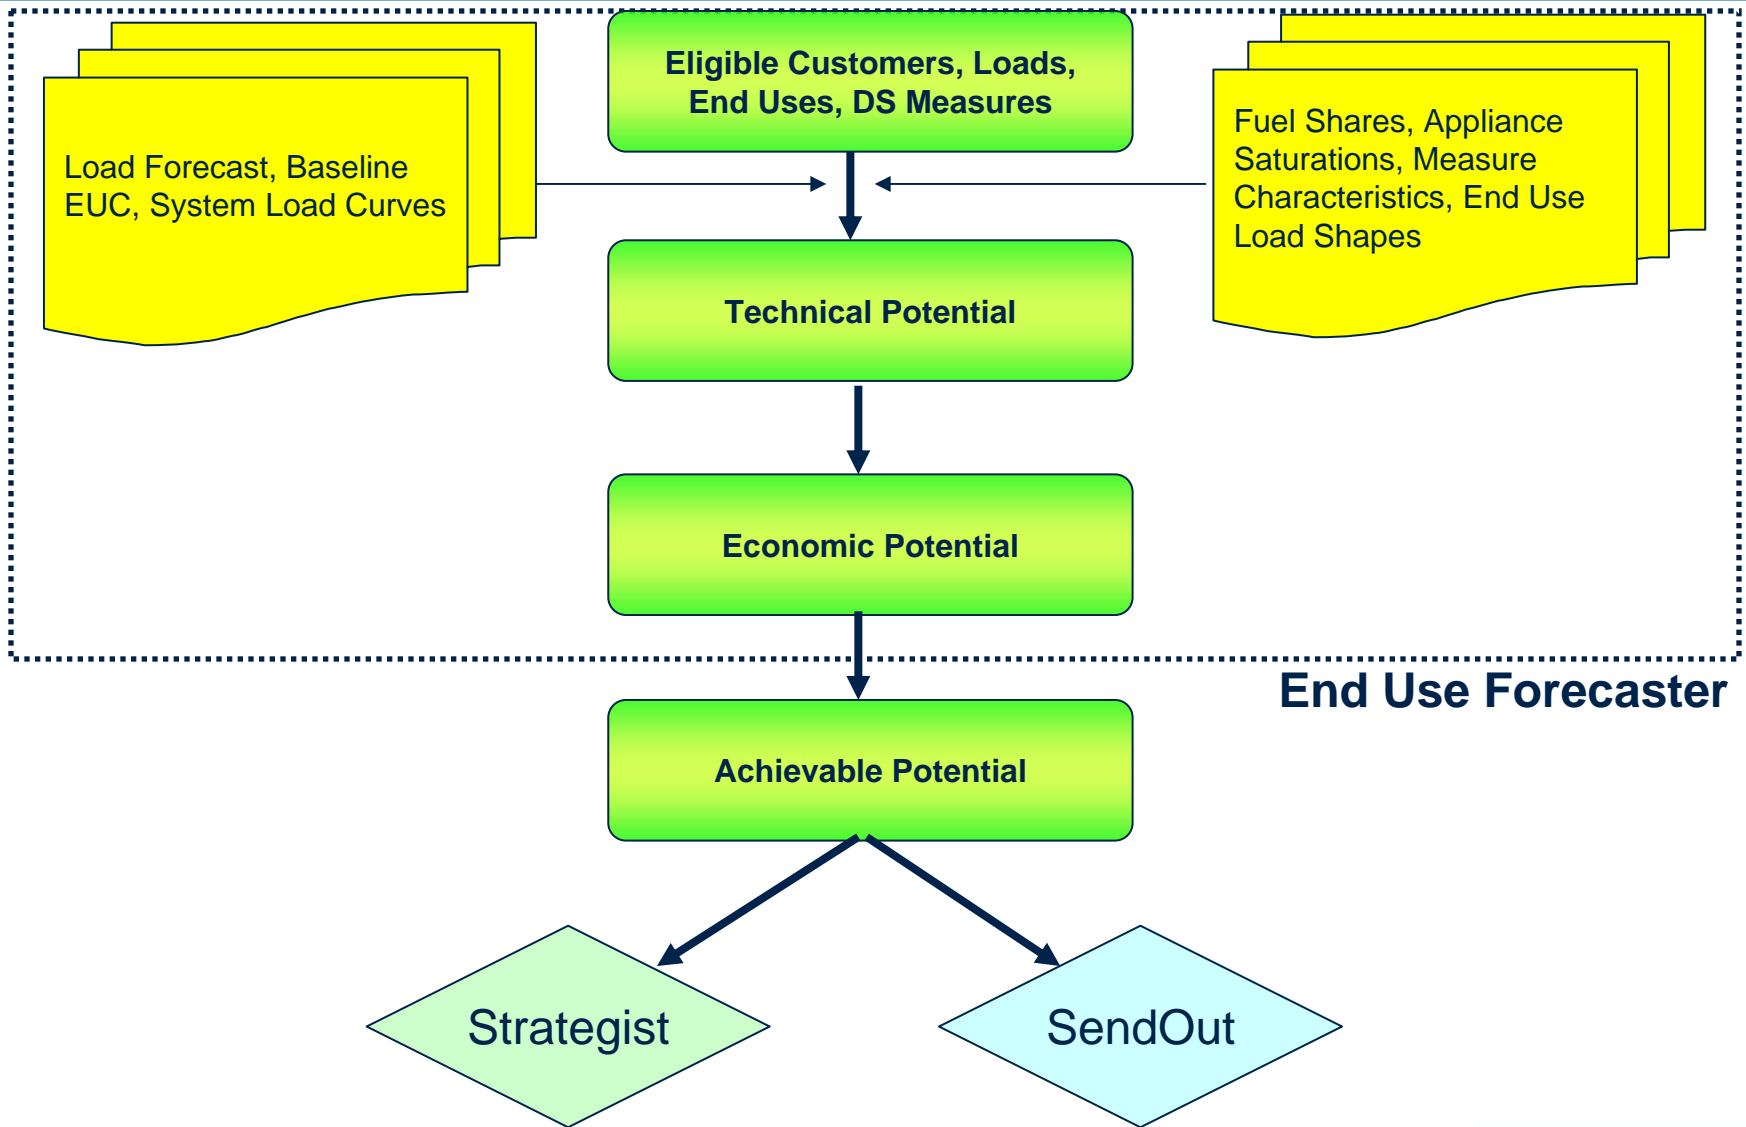 Eligible Customers, Loads,
End Uses, DS Measures
Load Forecast, Baseline
EUC, System Load Curves
Fuel Shares, Appliance
Saturations, Measure
Characteristics, End Use
Load Shapes
Technical Potential
Economic Potential
End Use Forecaster
Achievable Potential
Strategist
SendOut